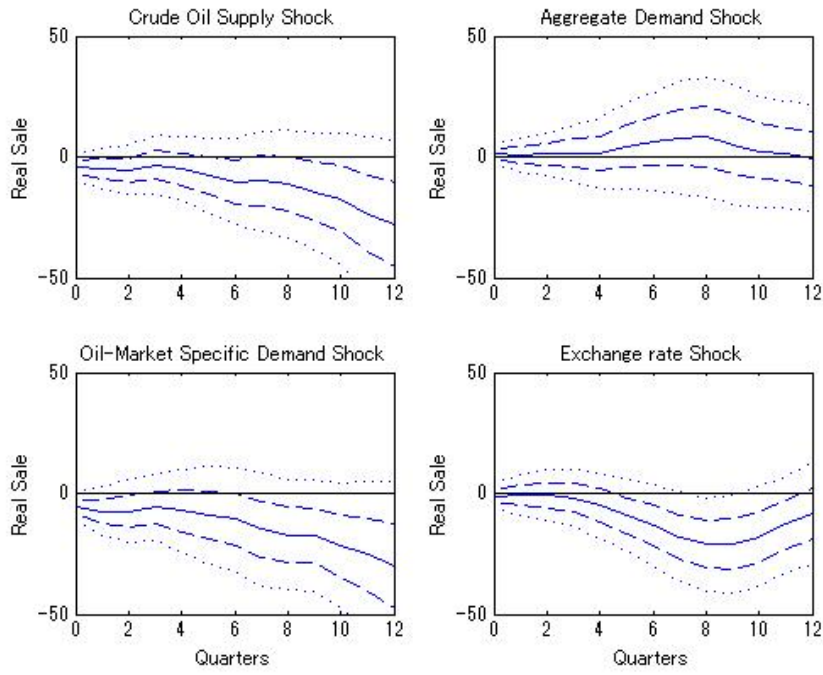 Crude Oil Supply Shock
50
0
-50
Real Sale
0 2 4 6 8 10 12
Aggregate Demand Shock
50
0
-50
Real Sale
0 2 4 6 8 10 12
Oil-Market Specific Demand Shock
50
0
-50
Real Sale
0 2 4 6 8 10 12
Quarters
Exchange rate Shock
50
0
-50
Real Sale
0 2 4 6 8 10 12
Quarters